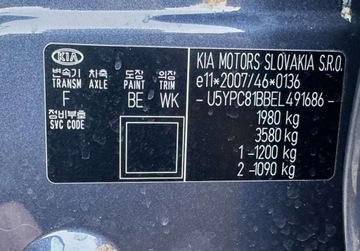 KIA
변속기 차축 도장 의장
TRANSM AXLE PAINT TRIM
F BE WK
정비부호
SVC CODE
KIA MOTORS SLOVAKIA S.R.O.
e11*2007/46*0136
- U5YPC81BBEL491686 -
1980 kg
3580 kg
1 -1200 kg
2 -1090 kg